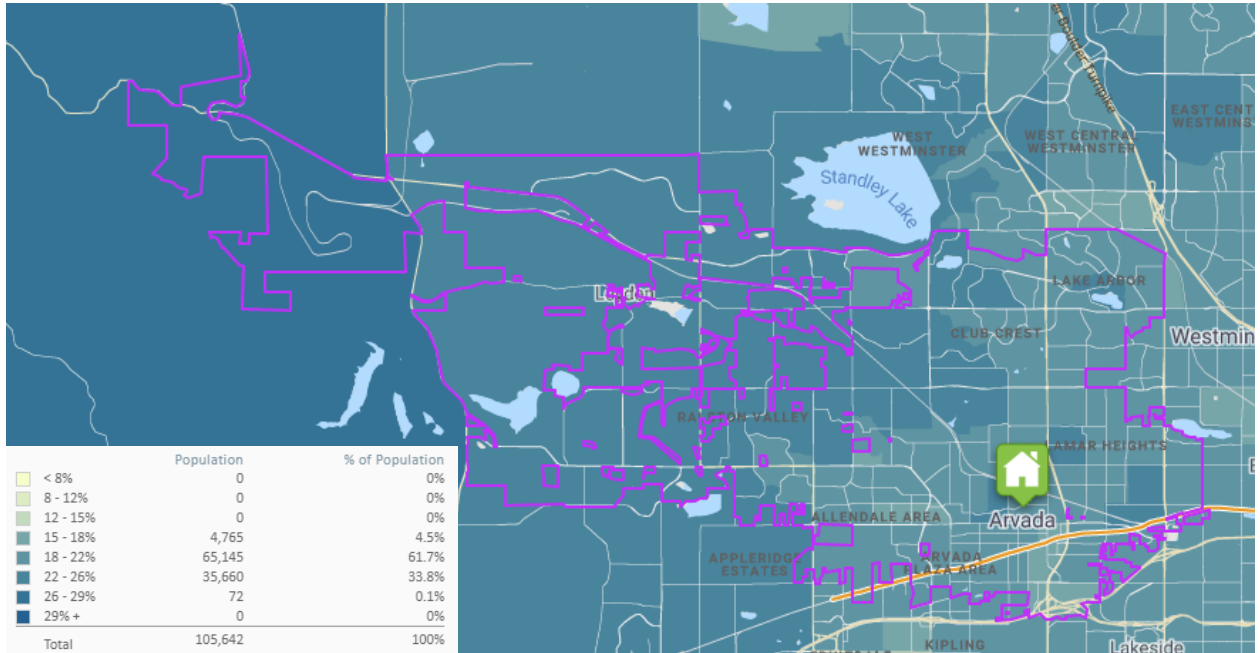 Boulder Turnpike
EAST CENT
WESTMINS
WEST
WESTMINSTER
WEST CENTRAL
WESTMINSTER
Standley Lake
LAKE ARBOR
Leyden
CLUB CREST
Westmin
RALSTON VALLEY
LAMAR HEIGHTS
E
Arvada
ALLENDALE AREA
APPLERIDGE
ESTATES
ARVADA
PLAZA AREA
KIPLING
Lakeside
Population % of Population
< 8% 0 0%
8 - 12% 0 0%
12 - 15% 0 0%
15 - 18% 4,765 4.5%
18 - 22% 65,145 61.7%
22 - 26% 35,660 33.8%
26 - 29% 72 0.1%
29% + 0 0%
Total 105,642 100%